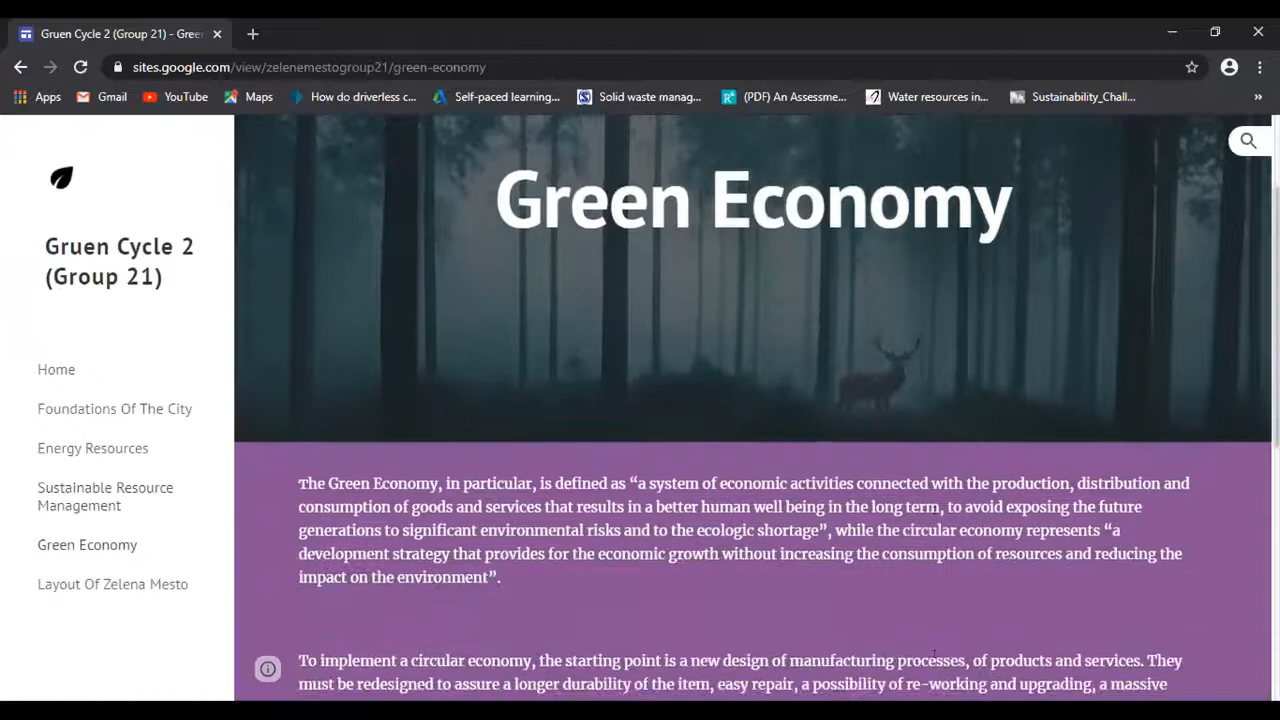 Gruen Cycle 2 (Group 21) - Gree
sites.google.com/view/zelenemestogroup21/green-economy
Apps Gmail YouTube Maps How do driverless c... Self-paced learning... Solid waste manag... (PDF) An Assessme... Water resources in... Sustainability_Chall... »
Gruen Cycle 2
(Group 21)
Home
Foundations Of The City
Energy Resources
Sustainable Resource
Management
Green Economy
Layout Of Zelena Mesto
Green Economy
The Green Economy, in particular, is defined as “a system of economic activities connected with the production, distribution and
consumption of goods and services that results in a better human well being in the long term, to avoid exposing the future
generations to significant environmental risks and to the ecologic shortage”, while the circular economy represents “a
development strategy that provides for the economic growth without increasing the consumption of resources and reducing the
impact on the environment”.
To implement a circular economy, the starting point is a new design of manufacturing processes, of products and services. They
must be redesigned to assure a longer durability of the item, easy repair, a possibility of re-working and upgrading, a massive